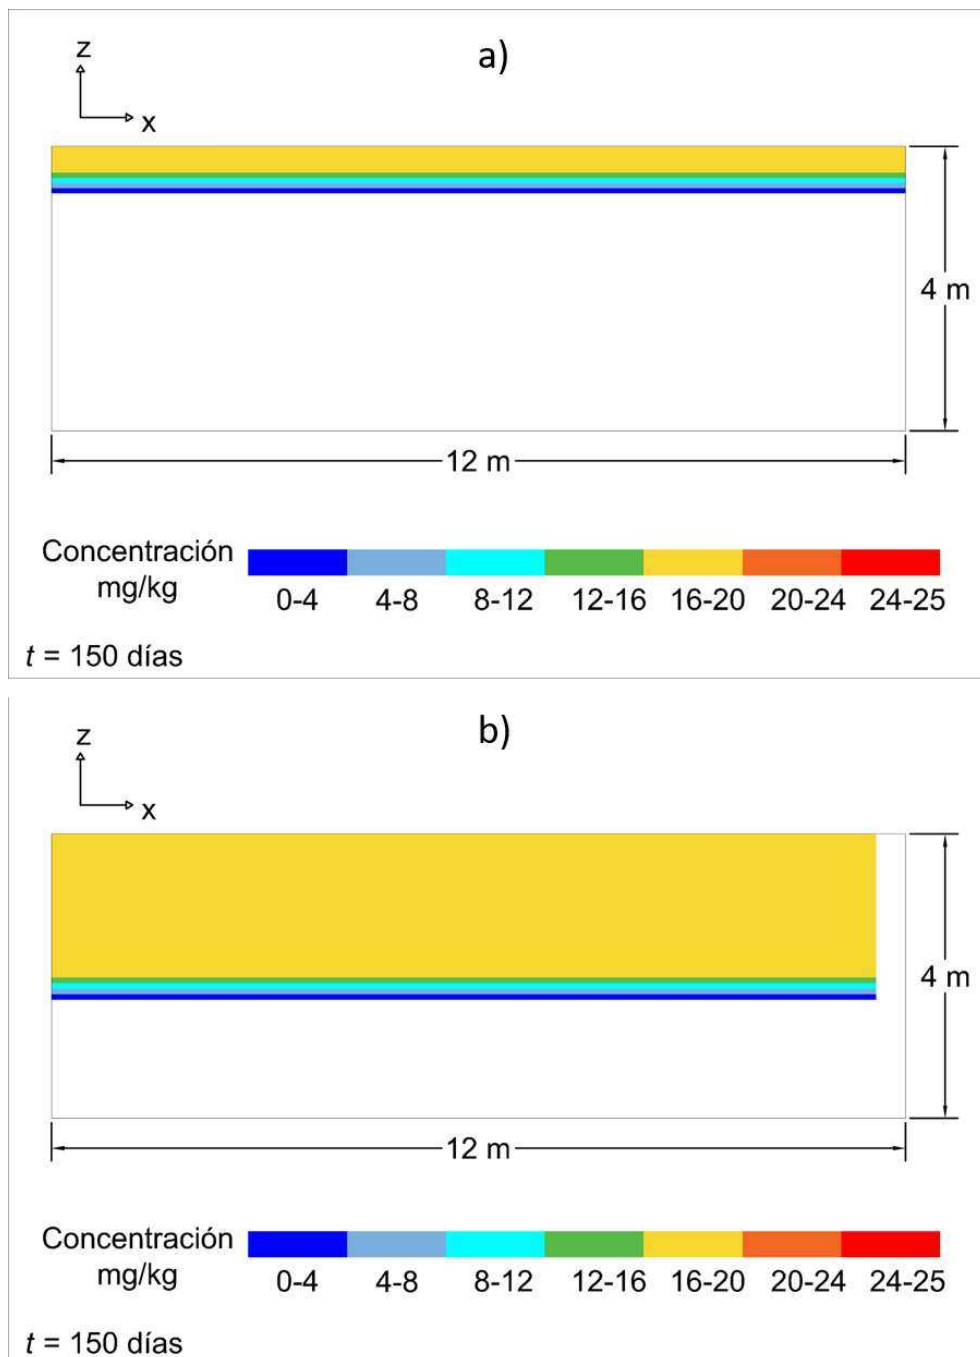 a)
z
x
4 m
12 m
Concentración
mg/kg
0-4 4-8 8-12 12-16 16-20 20-24 24-25
t = 150 días
b)
z
x
4 m
12 m
Concentración
mg/kg
0-4 4-8 8-12 12-16 16-20 20-24 24-25
t = 150 días